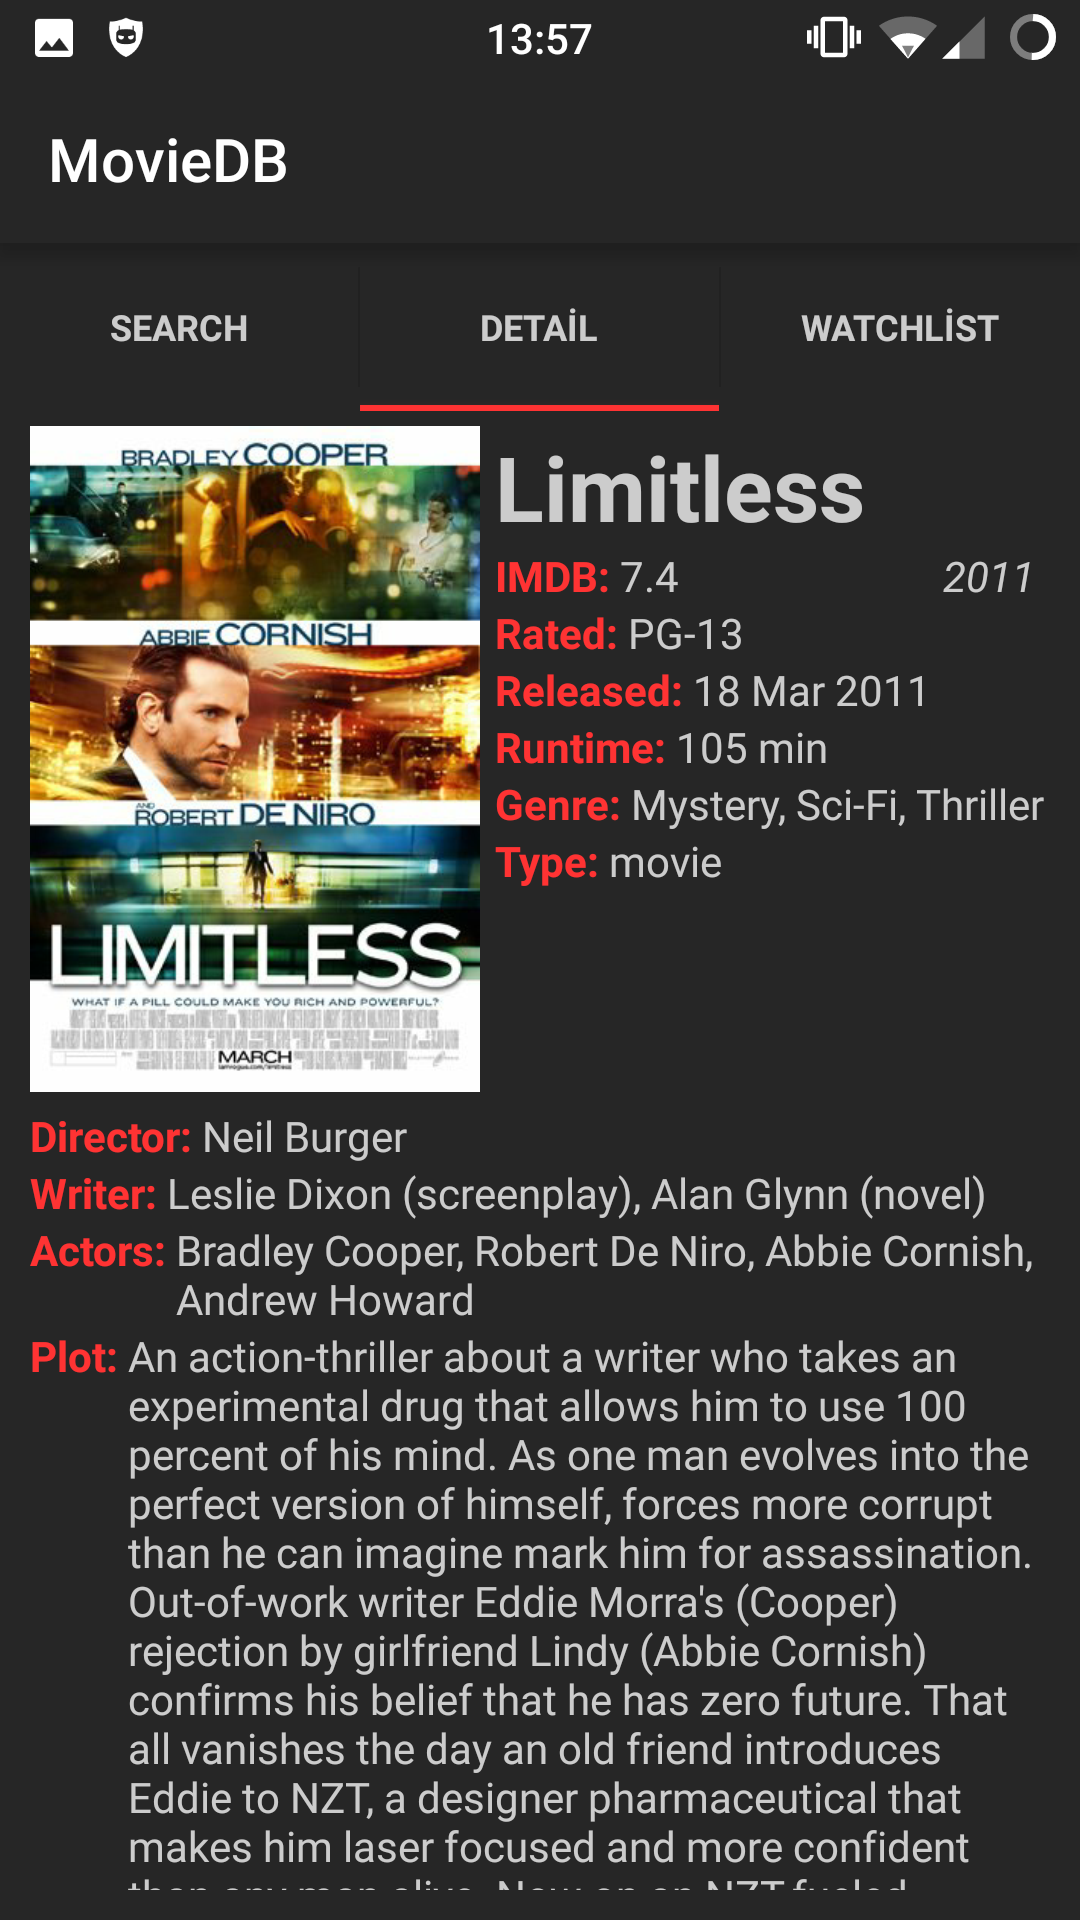 13:57
MovieDB
SEARCH
DETAİL
WATCHLİST
BRADLEY COOPER
ABBIE CORNISH
AND
ROBERT DE NIRO
LIMITLESS
WHAT IF A PILL COULD MAKE YOU RICH AND POWERFUL?
MARCH
Limitless
IMDB: 7.4
2011
Rated: PG-13
Released: 18 Mar 2011
Runtime: 105 min
Genre: Mystery, Sci-Fi, Thriller
Type: movie
Director: Neil Burger
Writer: Leslie Dixon (screenplay), Alan Glynn (novel)
Actors: Bradley Cooper, Robert De Niro, Abbie Cornish,
Andrew Howard
Plot: An action-thriller about a writer who takes an
experimental drug that allows him to use 100
percent of his mind. As one man evolves into the
perfect version of himself, forces more corrupt
than he can imagine mark him for assassination.
Out-of-work writer Eddie Morra's (Cooper)
rejection by girlfriend Lindy (Abbie Cornish)
confirms his belief that he has zero future. That
all vanishes the day an old friend introduces
Eddie to NZT, a designer pharmaceutical that
makes him laser focused and more confident